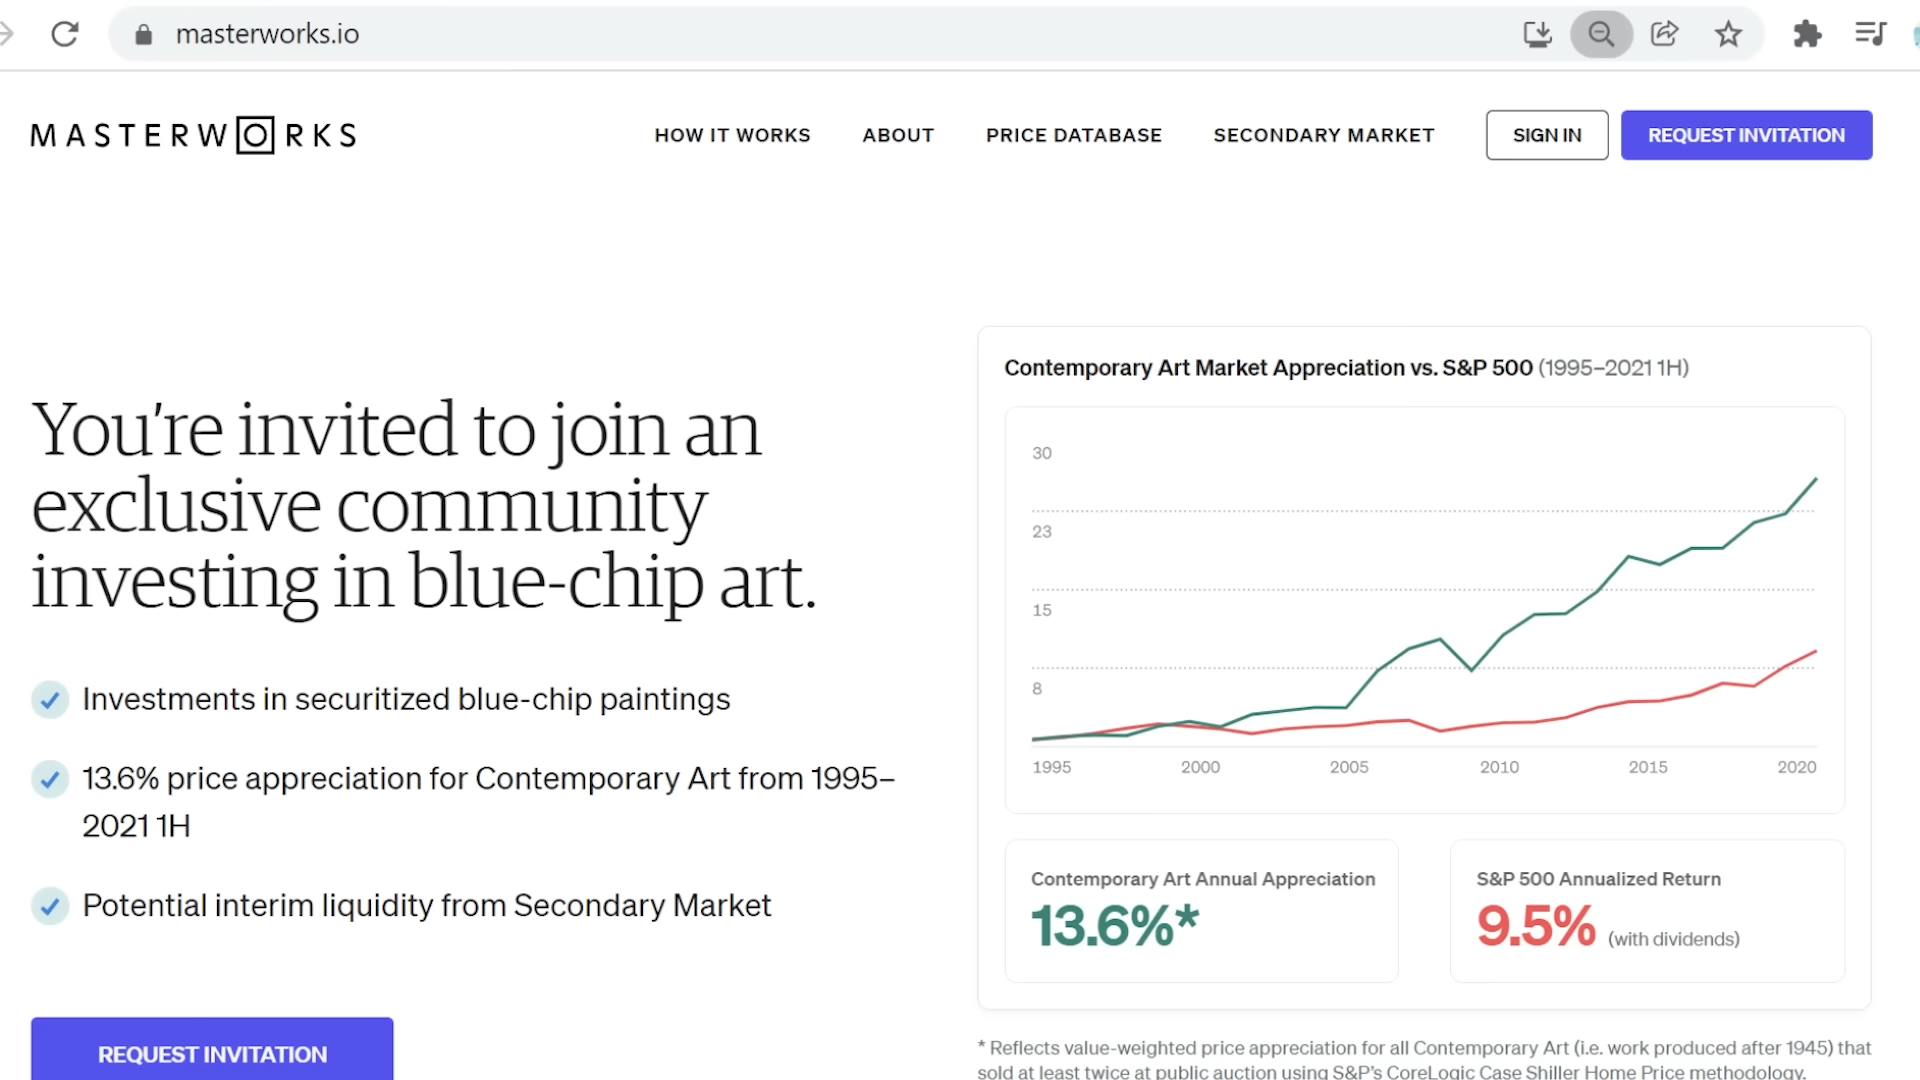 masterworks.io
MASTERWORKS
HOW IT WORKS
ABOUT
PRICE DATABASE
SECONDARY MARKET
SIGN IN
REQUEST INVITATION
You're invited to join an
exclusive community
investing in blue-chip art.
Investments in securitized blue-chip paintings
13.6% price appreciation for Contemporary Art from 1995–
2021 1H
Potential interim liquidity from Secondary Market
REQUEST INVITATION
Contemporary Art Market Appreciation vs. S&P 500 (1995–2021 1H)
30
23
15
8
1995 2000 2005 2010 2015 2020
Contemporary Art Annual Appreciation
13.6%*
S&P 500 Annualized Return
9.5% (with dividends)
* Reflects value-weighted price appreciation for all Contemporary Art (i.e. work produced after 1945) that
sold at least twice at public auction using S&P's CoreLogic Case Shiller Home Price methodology.